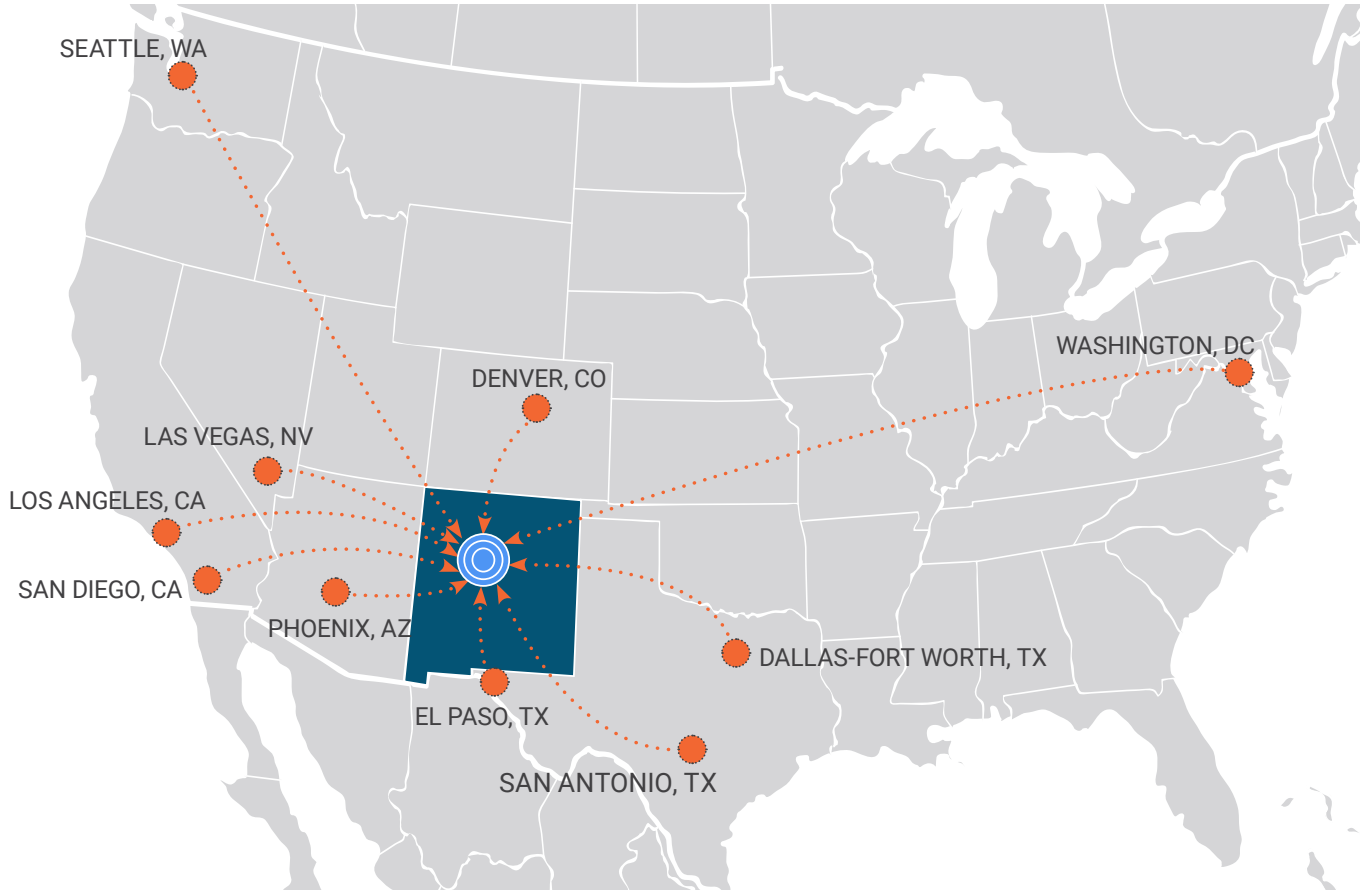 SEATTLE, WA
WASHINGTON, DC
DENVER, CO
LAS VEGAS, NV
LOS ANGELES, CA
SAN DIEGO, CA
PHOENIX, AZ
DALLAS-FORT WORTH, TX
EL PASO, TX
SAN ANTONIO, TX